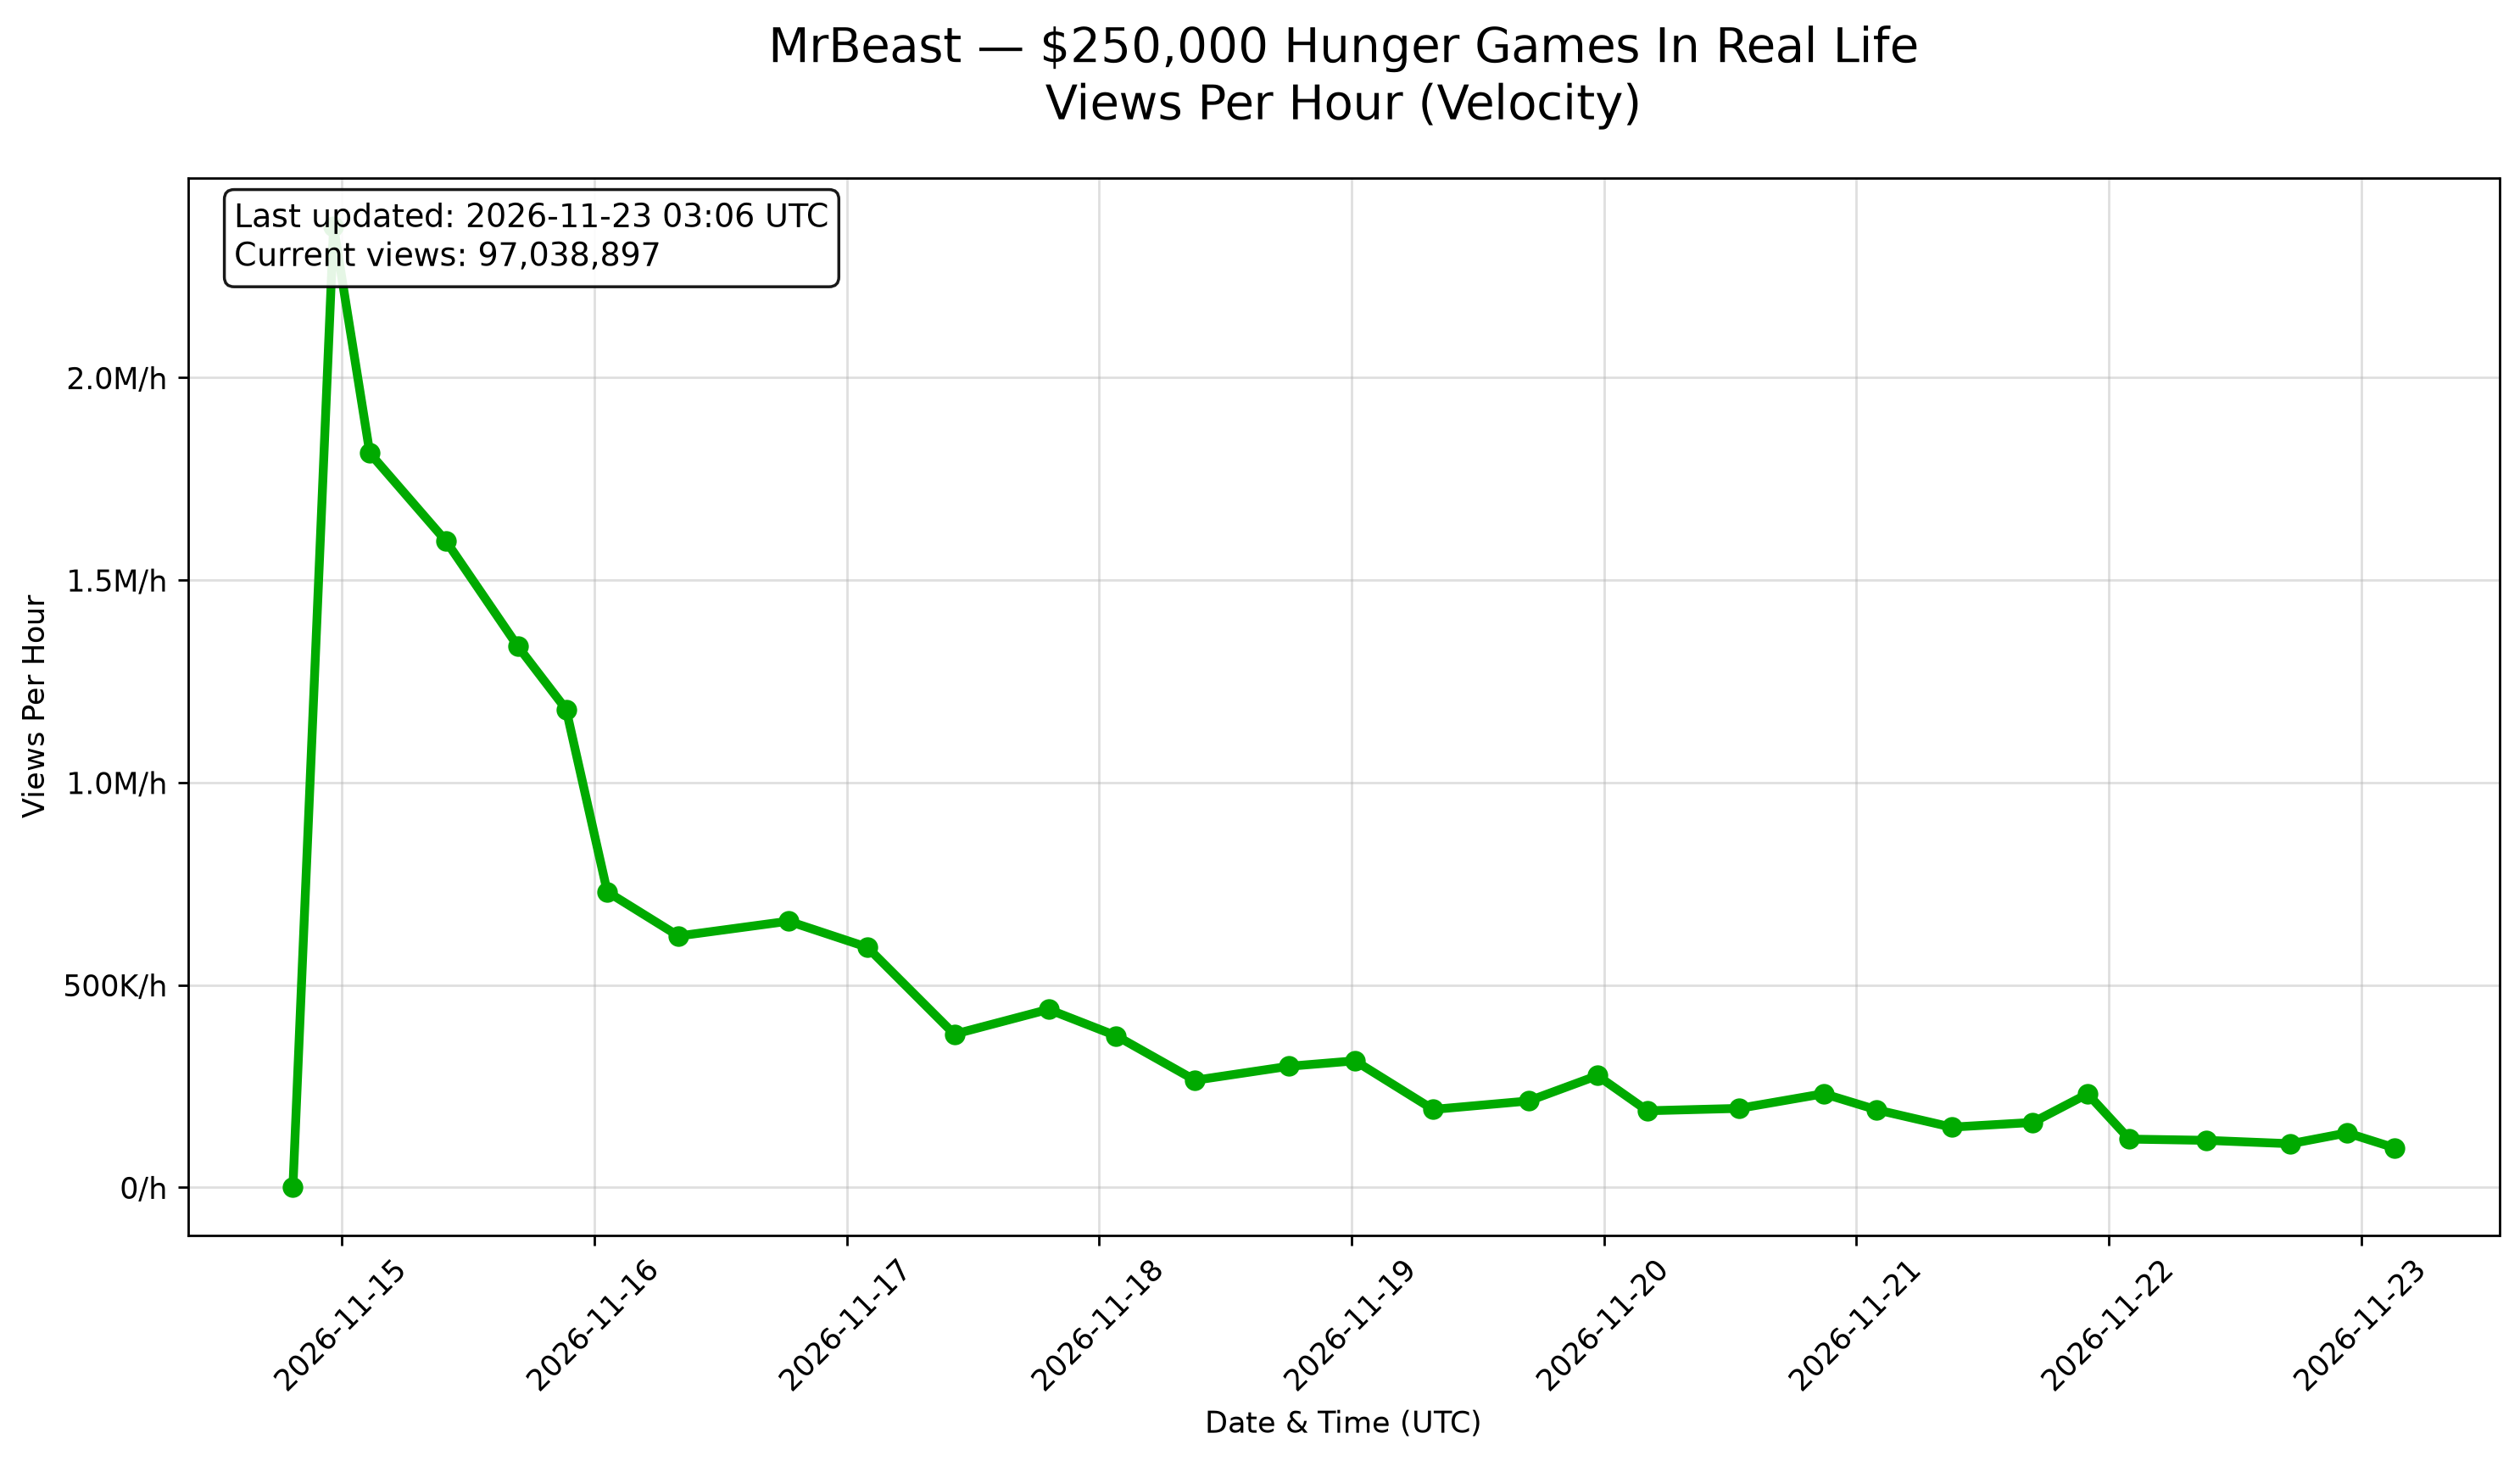 MrBeast — $250,000 Hunger Games In Real Life
Views Per Hour (Velocity)
Last updated: 2026-11-23 03:06 UTC
Current views: 97,038,897
2.0M/h
1.5M/h
1.0M/h
500K/h
0/h
Views Per Hour
2026-11-15
2026-11-16
2026-11-17
2026-11-18
2026-11-19
2026-11-20
2026-11-21
2026-11-22
2026-11-23
Date & Time (UTC)